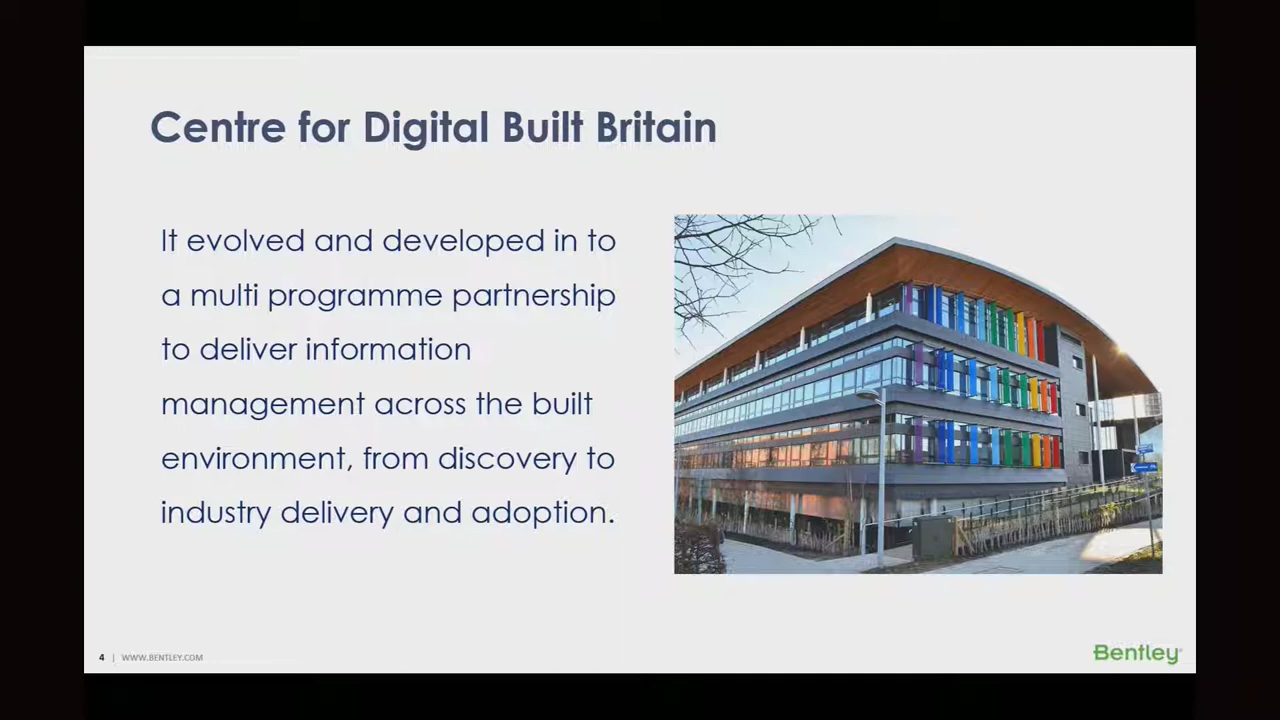 Centre for Digital Built Britain
It evolved and developed in to
a multi programme partnership
to deliver information
management across the built
environment, from discovery to
industry delivery and adoption.
4 | WWW.BENTLEY.COM
Bentley